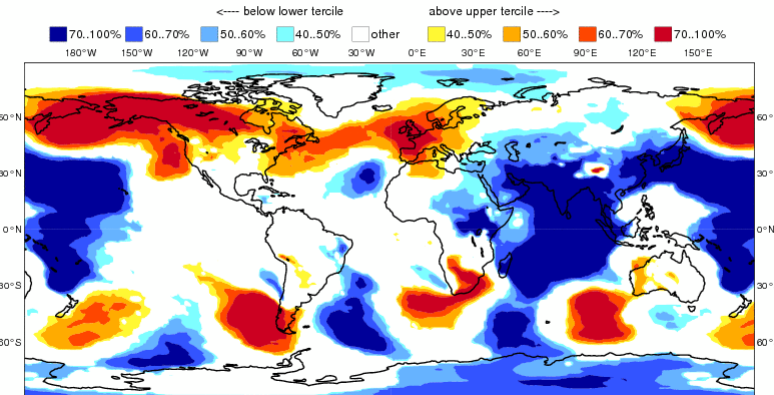 <---- below lower tercile above upper tercile ---->
70..100% 60..70% 50..60% 40..50% other 40..50% 50..60% 60..70% 70..100%
180°W 150°W 120°W 90°W 60°W 30°W 0°E 30°E 60°E 90°E 120°E 150°E
60°N 60°
30°N 30°N
0°N 0°N
30°S 30°S
60°S 60°S